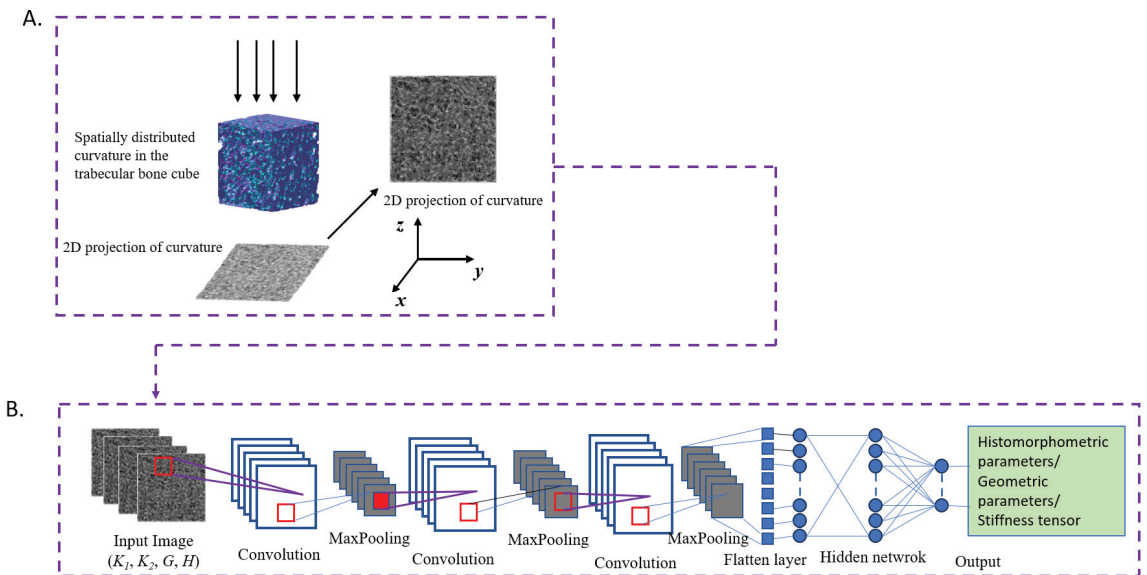 A.
Spatially distributed
curvature in the
trabecular bone cube
2D projection of curvature
2D projection of curvature
z
y
x
B.
Input Image
(K1, K2, G, H)
Convolution
MaxPooling
Convolution
MaxPooling
Convolution
MaxPooling
Flatten layer
Hidden netwrok
Output
Histomorphometric
parameters/
Geometric
parameters/
Stiffness tensor